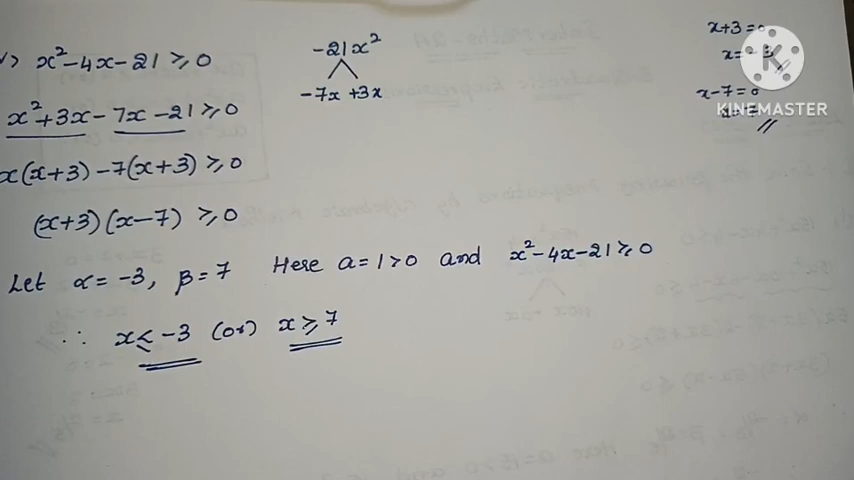 v> x² - 4x - 21 ≥ 0
x² + 3x - 7x - 21 ≥ 0
x(x+3) - 7(x+3) ≥ 0
(x+3)(x-7) ≥ 0
-21x²
-7x +3x
x+3 = 0
x = -3
x-7 = 0
KINEMASTER
Let α = -3, β = 7 Here a = 1 > 0 and x² - 4x - 21 ≥ 0
∴ x ≤ -3 (or) x ≥ 7